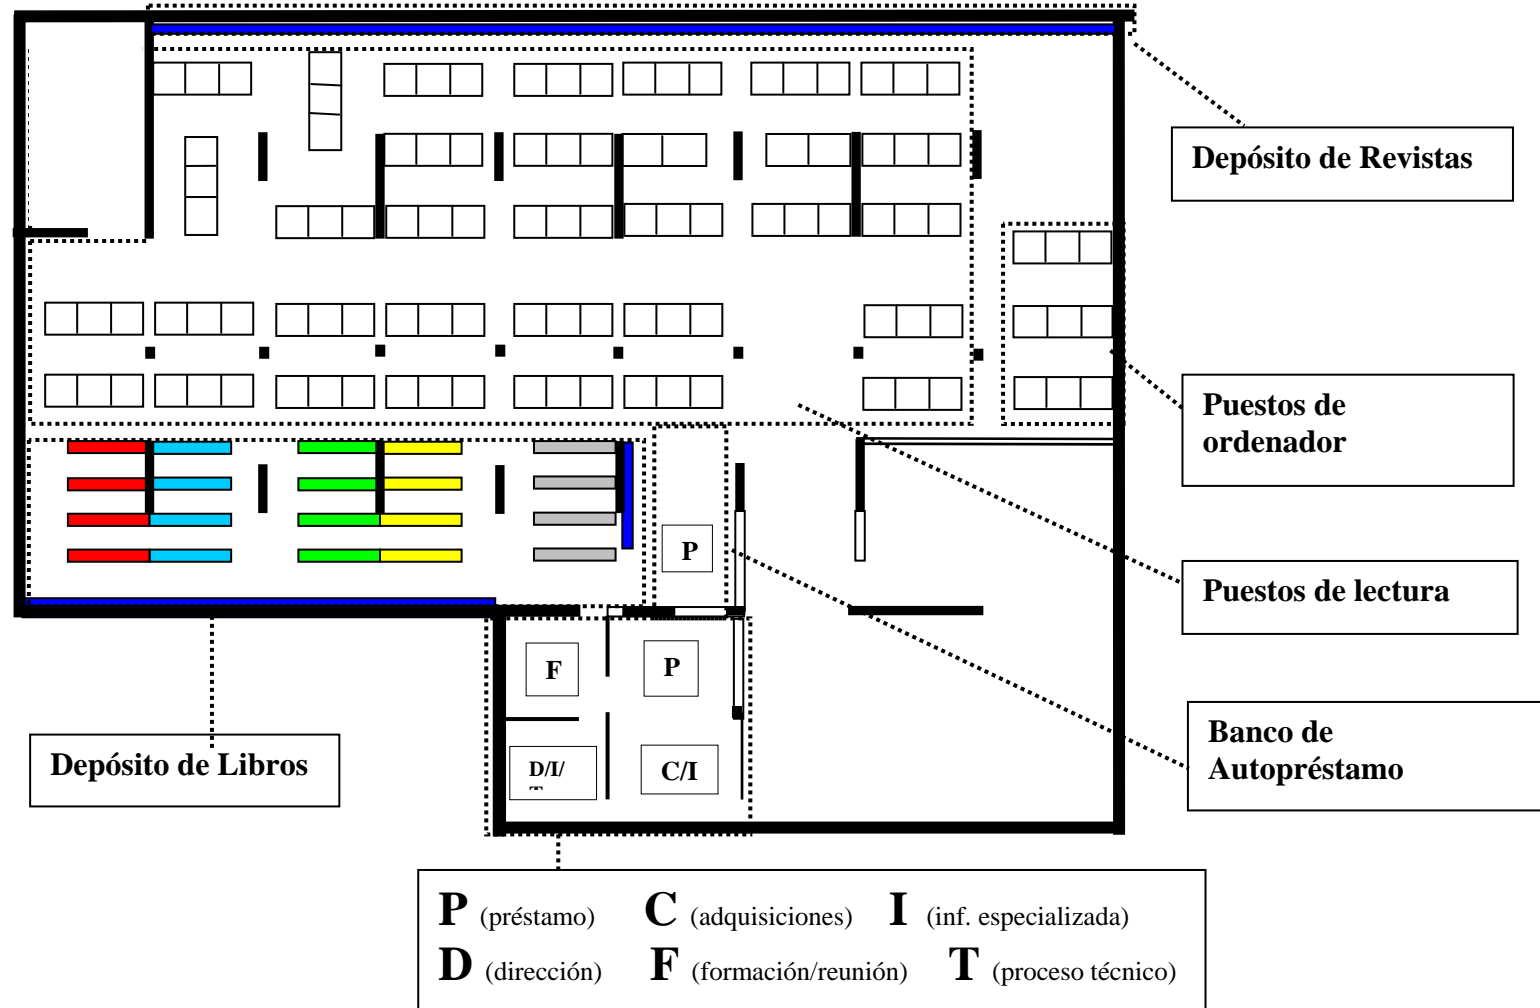 Depósito de Revistas
Puestos de
ordenador
Puestos de lectura
Banco de
Autopréstamo
P
F
P
D/I/
C/I
Depósito de Libros
P (préstamo) C (adquisiciones) I (inf. especializada)
D (dirección) F (formación/reunión) T (proceso técnico)